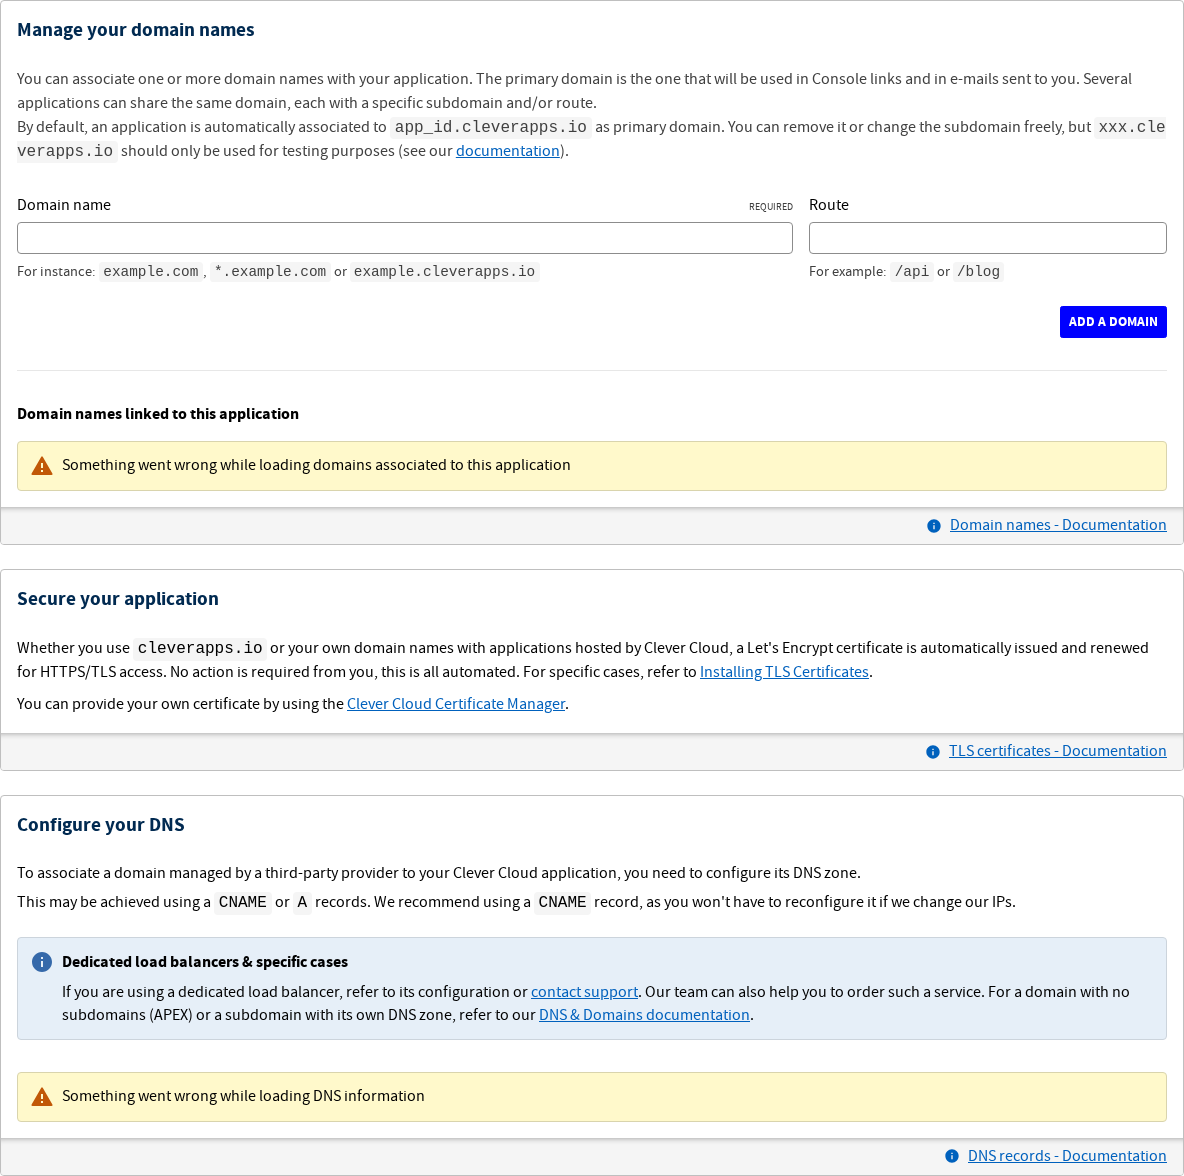 Manage your domain names
You can associate one or more domain names with your application. The primary domain is the one that will be used in Console links and in e-mails sent to you. Several
applications can share the same domain, each with a specific subdomain and/or route.
By default, an application is automatically associated to app_id.cleverapps.io as primary domain. You can remove it or change the subdomain freely, but xxx.cle
verapps.io should only be used for testing purposes (see our documentation).
Domain name REQUIRED Route
For instance: example.com , *.example.com or example.cleverapps.io For example: /api or /blog
ADD A DOMAIN
Domain names linked to this application
Something went wrong while loading domains associated to this application
Domain names - Documentation
Secure your application
Whether you use cleverapps.io or your own domain names with applications hosted by Clever Cloud, a Let's Encrypt certificate is automatically issued and renewed
for HTTPS/TLS access. No action is required from you, this is all automated. For specific cases, refer to Installing TLS Certificates.
You can provide your own certificate by using the Clever Cloud Certificate Manager.
TLS certificates - Documentation
Configure your DNS
To associate a domain managed by a third-party provider to your Clever Cloud application, you need to configure its DNS zone.
This may be achieved using a CNAME or A records. We recommend using a CNAME record, as you won't have to reconfigure it if we change our IPs.
Dedicated load balancers & specific cases
If you are using a dedicated load balancer, refer to its configuration or contact support. Our team can also help you to order such a service. For a domain with no
subdomains (APEX) or a subdomain with its own DNS zone, refer to our DNS & Domains documentation.
Something went wrong while loading DNS information
DNS records - Documentation